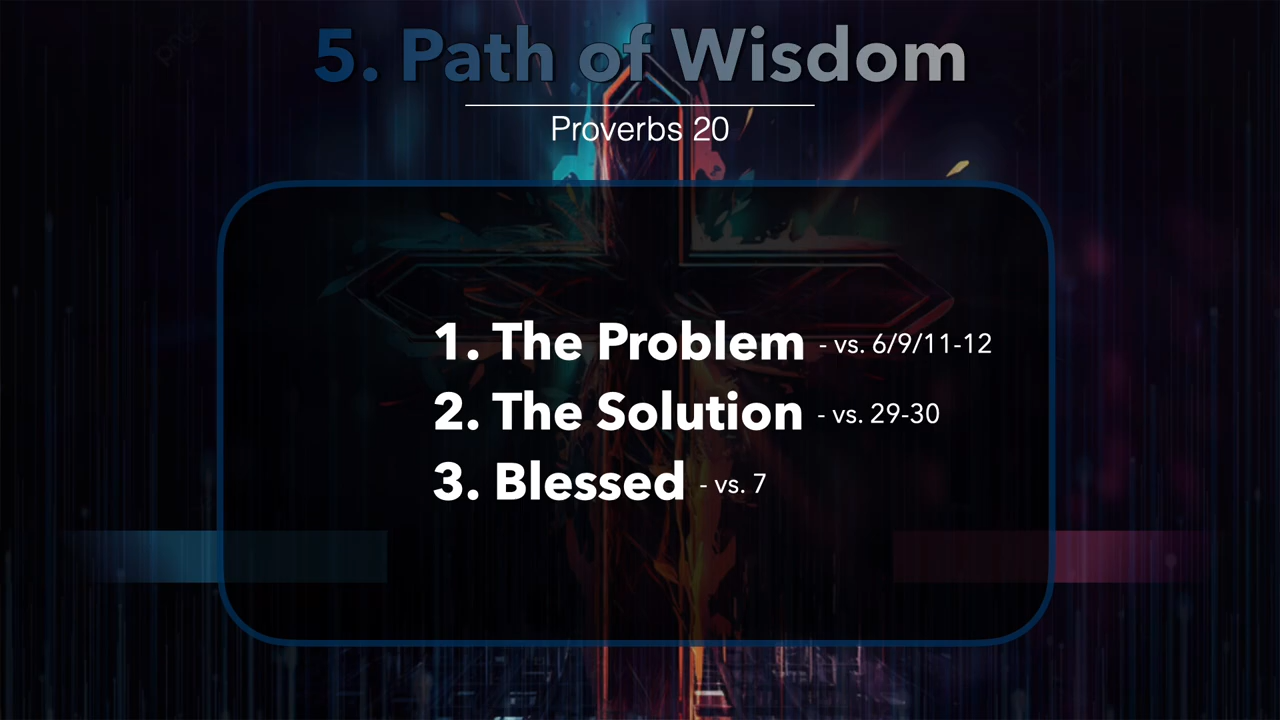 5. Path of Wisdom
Proverbs 20
1. The Problem - vs. 6/9/11-12
2. The Solution - vs. 29-30
3. Blessed - vs. 7